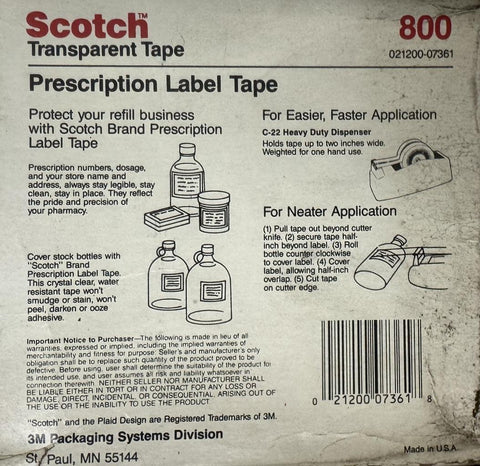 Scotch™
800
Transparent Tape
021200-07361
Prescription Label Tape
Protect your refill business
with Scotch Brand Prescription
Label Tape
Prescription numbers, dosage,
and your store name and
address, always stay legible, stay
clean, stay in place. They reflect
the pride and precision of
your pharmacy.
Cover stock bottles with
"Scotch" Brand
Prescription Label Tape.
This crystal clear, water
resistant tape won't
smudge or stain, won't
peel, darken or ooze
adhesive.
For Easier, Faster Application
C-22 Heavy Duty Dispenser
Holds tape up to two inches wide.
Weighted for one hand use.
For Neater Application
(1) Pull tape out beyond cutter
knife. (2) secure tape half-
inch beyond label. (3) Roll
bottle counter clockwise
to cover label. (4) Cover
label, allowing half-inch
overlap. (5) Cut tape
on cutter edge.
Important Notice to Purchaser—The following is made in lieu of all
warranties, expressed or implied, including the implied warranties of
merchantability and fitness for purpose: Seller's and manufacturer's only
obligation shall be to replace such quantity of the product proved to be
defective. Before using, user shall determine the suitability of the product for
its intended use, and user assumes all risk and liability whatsoever in
connection therewith. NEITHER SELLER NOR MANUFACTURER SHALL
BE LIABLE EITHER IN TORT OR IN CONTRACT FOR ANY LOSS OR
DAMAGE, DIRECT, INCIDENTAL, OR CONSEQUENTIAL, ARISING OUT OF
THE USE OR THE INABILITY TO USE THE PRODUCT.
"Scotch" and the Plaid Design are Registered Trademarks of 3M.
3M Packaging Systems Division
St. Paul, MN 55144
0 21200 07361 8
Made in U.S.A.